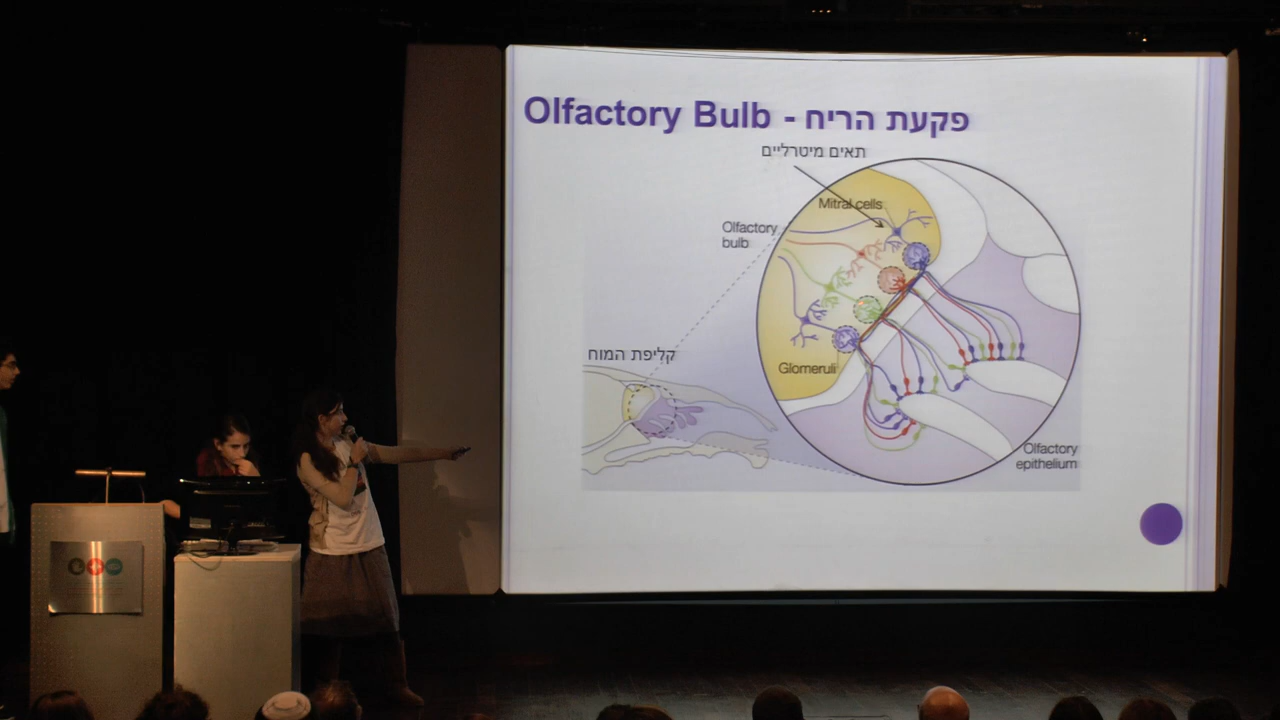 Olfactory Bulb - פקעת הריח
תאים מיטרליים
Mitral cells
Olfactory
bulb
קליפת המוח
Glomeruli
Olfactory
epithelium